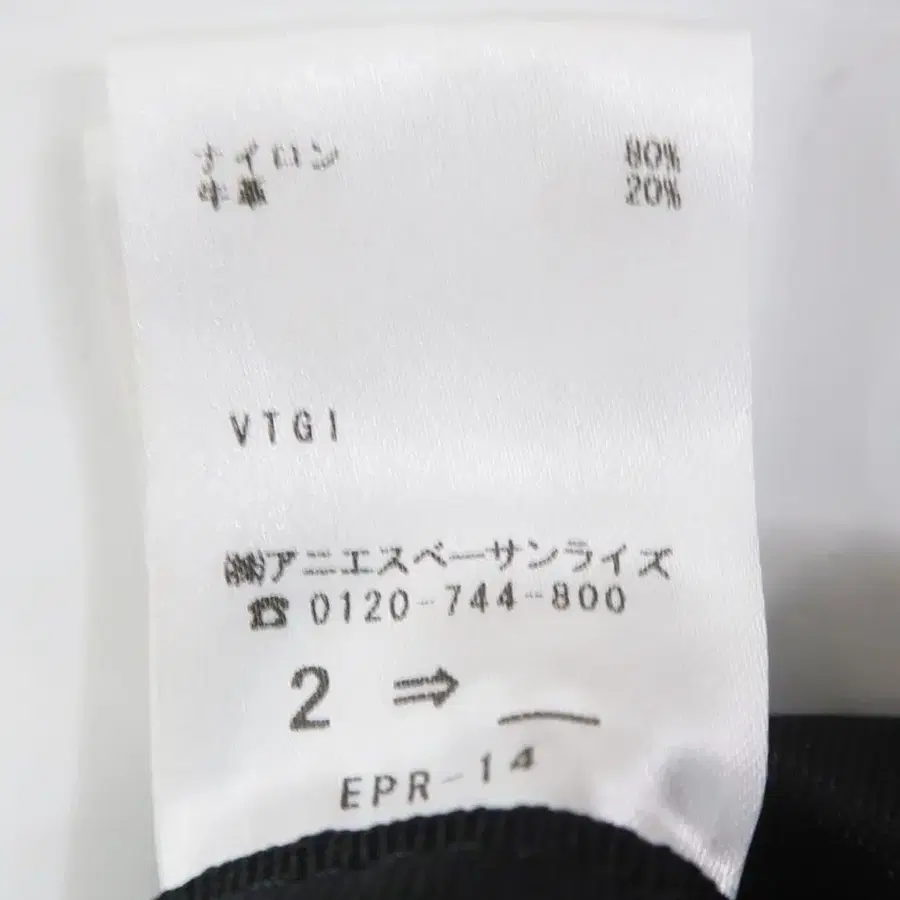 ナイロン 80%
牛革 20%
VTG1
㈱アニエスベーサンライズ
☎ 0120-744-800
2 ⇒ _
EPR-14